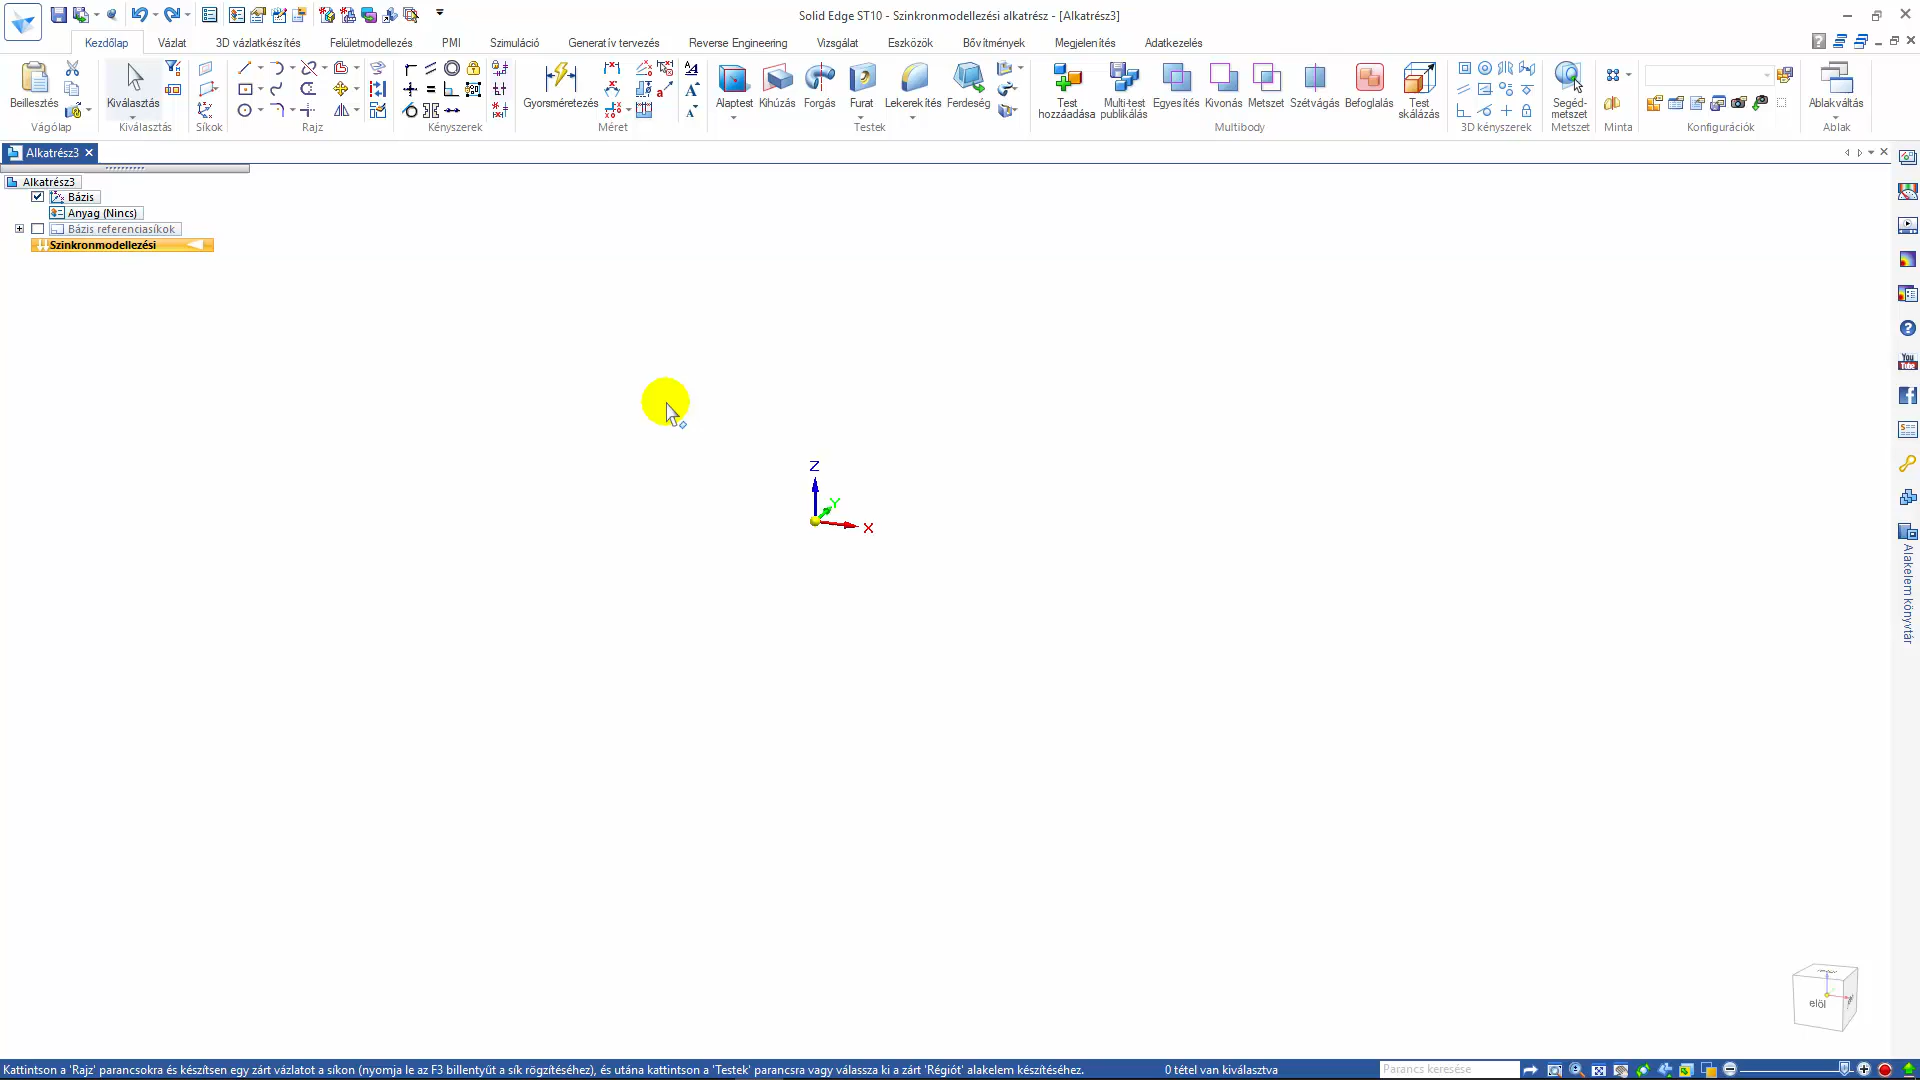 Solid Edge ST10 - Szinkronmodellezési alkatrész - [Alkatrész3]
Kezdőlap Vázlat 3D vázlatkészítés Felületmodellezés PMI Szimuláció Generatív tervezés Reverse Engineering Vizsgálat Eszközök Bővítmények Megjelenítés Adatkezelés
Beillesztés Kiválasztás Gyorsméretezés Alaptest Kihúzás Forgás Furat Lekerekítés Ferdeség Test hozzáadása Multi-test publikálás Egyesítés Kivonás Metszet Szétvágás Befoglalás Test skálázás Segéd-metszet Ablakváltás
Vágólap Kiválasztás Síkok Rajz Kényszerek Méret Testek Multibody 3D kényszerek Metszet Minta Konfigurációk Ablak
Alkatrész3
Alkatrész3
Bázis
Anyag (Nincs)
Bázis referenciasíkok
Szinkronmodellezési
Z
Y
X
You Tube
Alakelem könyvtár
elöl
Kattintson a 'Rajz' parancsokra és készítsen egy zárt vázlatot a síkon (nyomja le az F3 billentyűt a sík rögzítéséhez), és utána kattintson a 'Testek' parancsra vagy válassza ki a zárt 'Régiót' alakelem készítéséhez. 0 tétel van kiválasztva Parancs keresése